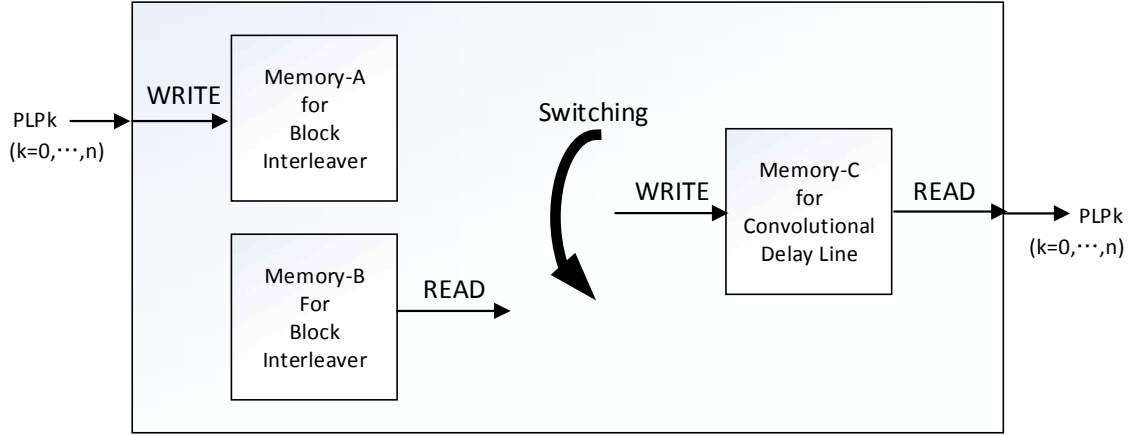 PLPk
(k=0,⋯,n)
WRITE
Memory-A
for
Block
Interleaver
Memory-B
For
Block
Interleaver
READ
Switching
WRITE
Memory-C
for
Convolutional
Delay Line
READ
PLPk
(k=0,⋯,n)